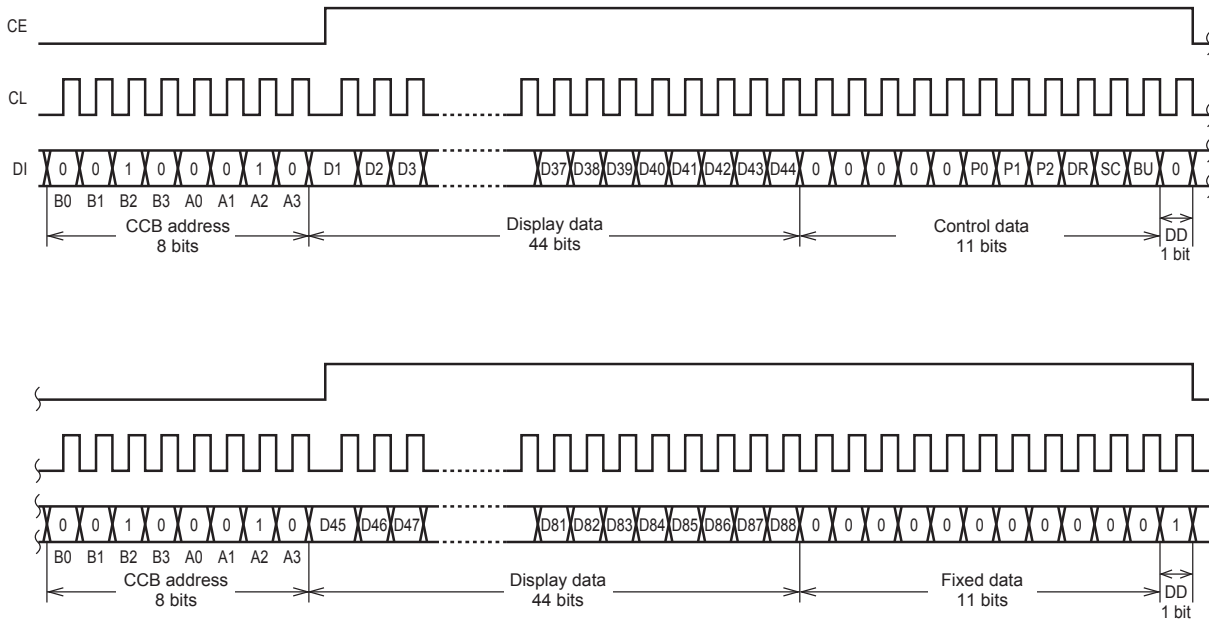 CE
CL
DI 0 0 1 0 0 0 1 0 D1 D2 D3 D37 D38 D39 D40 D41 D42 D43 D44 0 0 0 0 0 P0 P1 P2 DR SC BU 0
B0 B1 B2 B3 A0 A1 A2 A3
CCB address Display data Control data DD
8 bits 44 bits 11 bits 1 bit
0 0 1 0 0 0 1 0 D45 D46 D47 D81 D82 D83 D84 D85 D86 D87 D88 0 0 0 0 0 0 0 0 0 0 0 1
B0 B1 B2 B3 A0 A1 A2 A3
CCB address Display data Fixed data DD
8 bits 44 bits 11 bits 1 bit